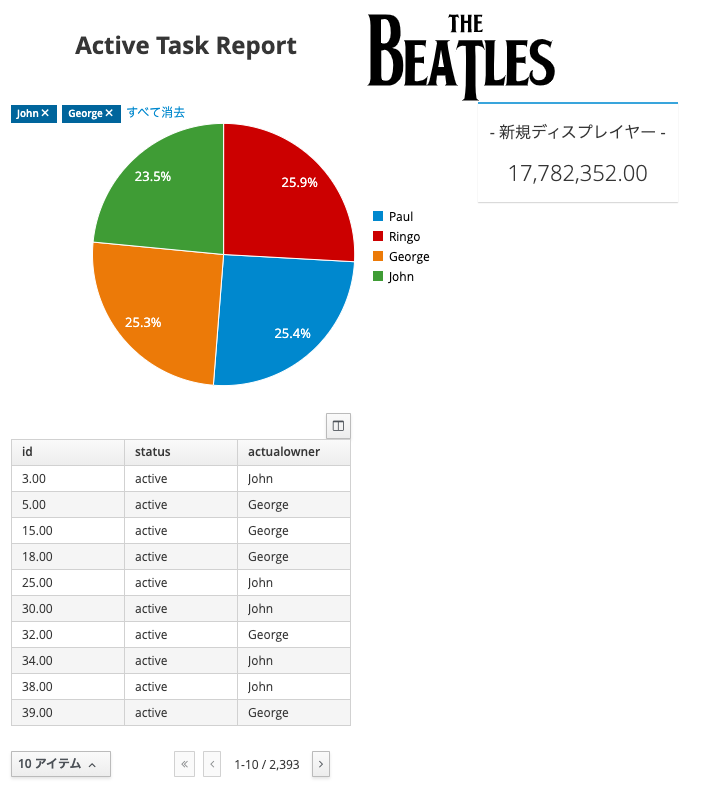 Active Task Report
THE
BEATLES
John ✕ George ✕ すべて消去
23.5%
25.9%
25.3%
25.4%
Paul
Ringo
George
John
- 新規ディスプレイヤー -
17,782,352.00
id status actualowner
3.00 active John
5.00 active George
15.00 active George
18.00 active George
25.00 active John
30.00 active John
32.00 active George
34.00 active John
38.00 active John
39.00 active George
10 アイテム
1-10 / 2,393